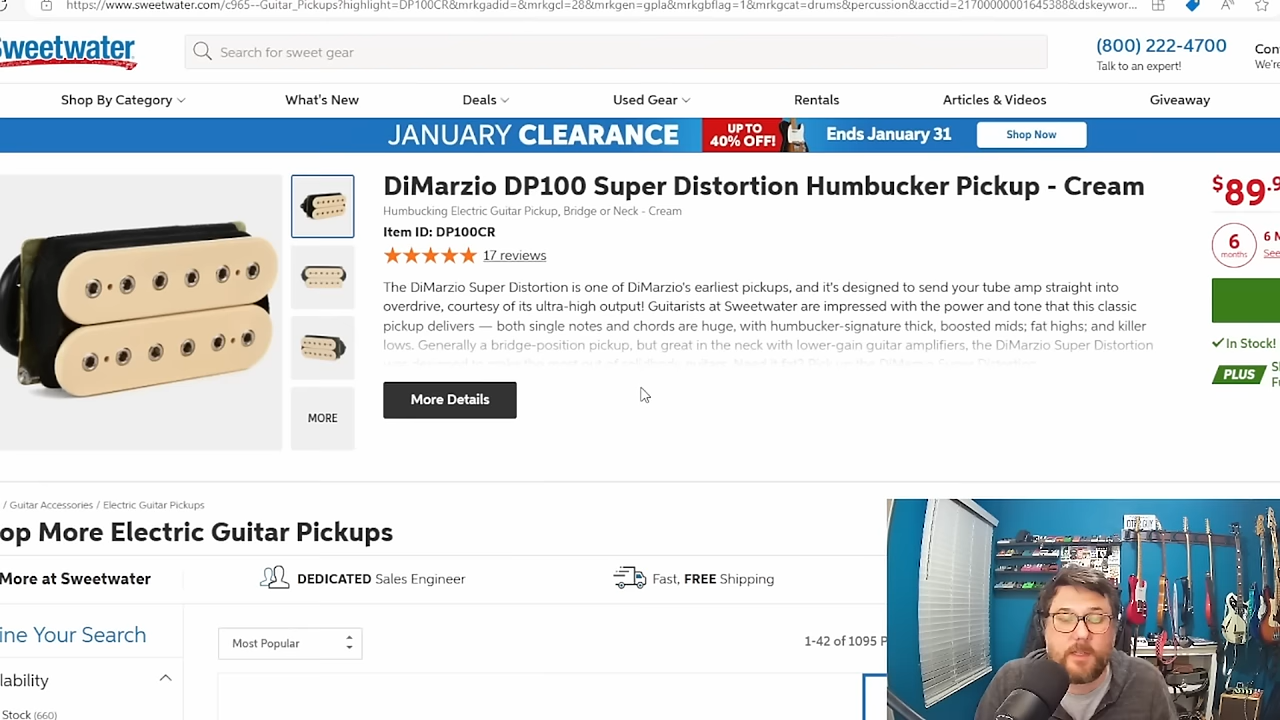 https://www.sweetwater.com/c965--Guitar_Pickups?highlight=DP100CR&mrkgadid=&mrkgcl=28&mrkgen=gpla&mrkgbflag=1&mrkgcat=drums&percussion&acctid=21700000001645388&dskeywor...
Sweetwater
Search for sweet gear
(800) 222-4700
Talk to an expert!
Con
We're
Shop By Category
What's New
Deals
Used Gear
Rentals
Articles & Videos
Giveaway
JANUARY CLEARANCE
UP TO
40% OFF!
Ends January 31
Shop Now
DiMarzio DP100 Super Distortion Humbucker Pickup - Cream
Humbucking Electric Guitar Pickup, Bridge or Neck - Cream
Item ID: DP100CR
17 reviews
The DiMarzio Super Distortion is one of DiMarzio's earliest pickups, and it's designed to send your tube amp straight into
overdrive, courtesy of its ultra-high output! Guitarists at Sweetwater are impressed with the power and tone that this classic
pickup delivers — both single notes and chords are huge, with humbucker-signature thick, boosted mids; fat highs; and killer
lows. Generally a bridge-position pickup, but great in the neck with lower-gain guitar amplifiers, the DiMarzio Super Distortion
MORE
More Details
$89.9
6
months
6 M
See
In Stock!
PLUS
/ Guitar Accessories / Electric Guitar Pickups
op More Electric Guitar Pickups
More at Sweetwater
DEDICATED Sales Engineer
Fast, FREE Shipping
ine Your Search
Most Popular
1-42 of 1095 P
lability
Stock (660)